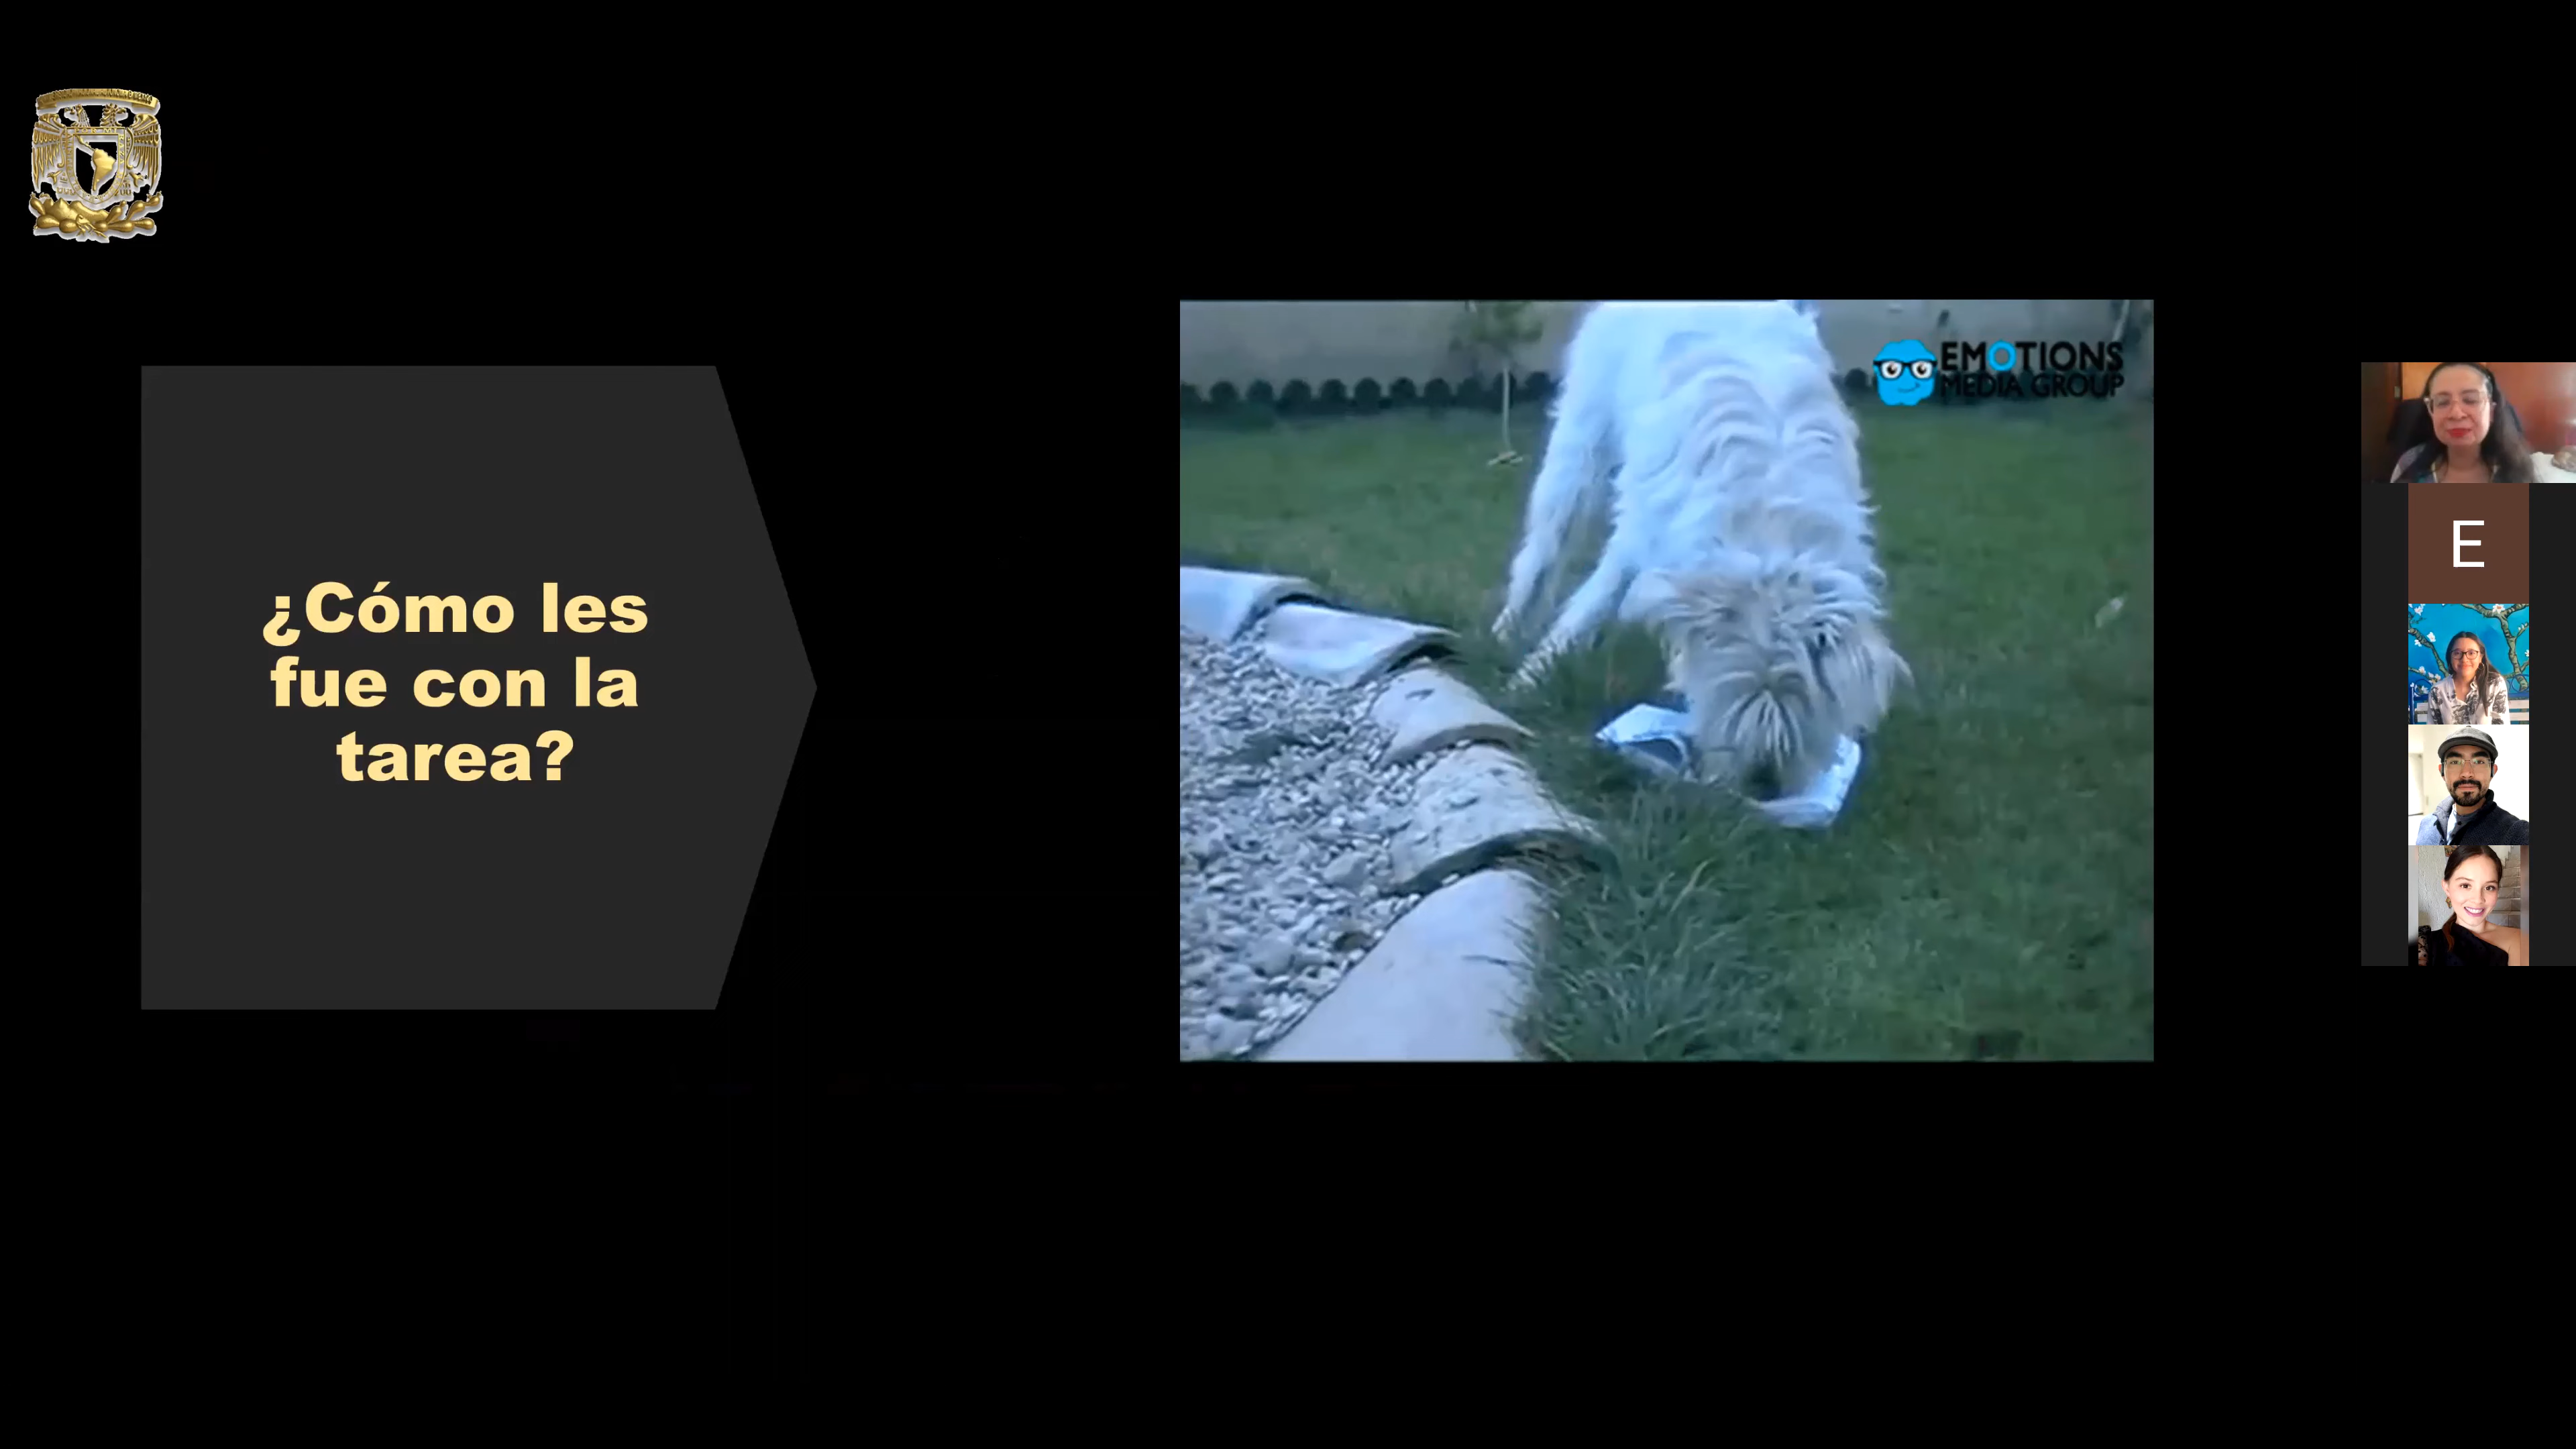 ¿Cómo les
fue con la
tarea?
EMOTIONS
MEDIA GROUP
E